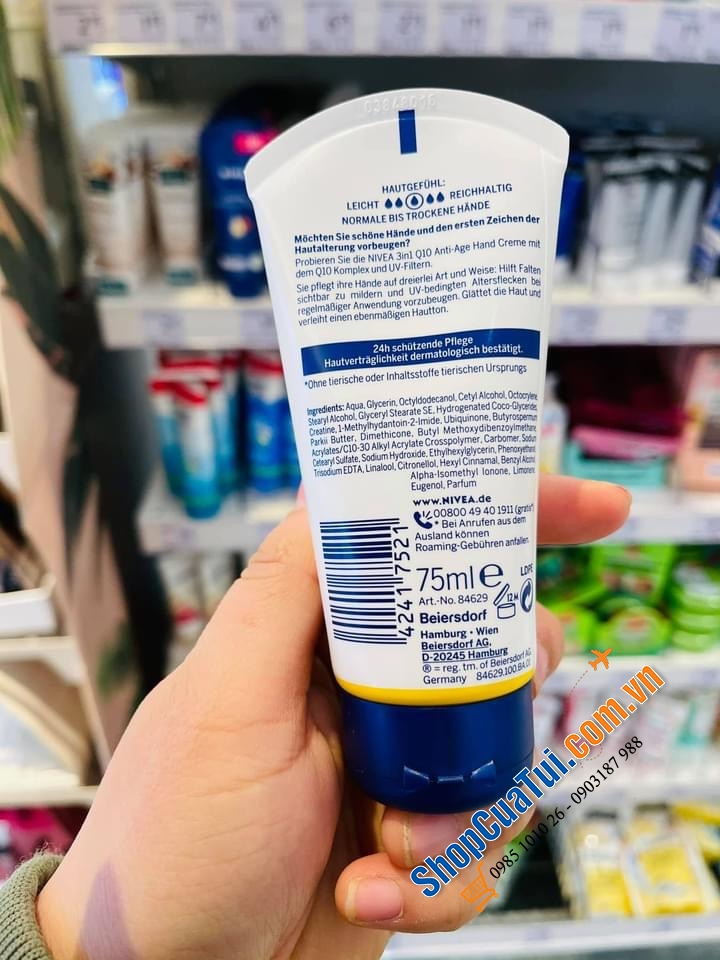 HAUTGEFÜHL:
LEICHT REICHHALTIG
NORMALE BIS TROCKENE HÄNDE
Möchten Sie schöne Hände und den ersten Zeichen der
Hautalterung vorbeugen?
Probieren Sie die NIVEA 3in1 Q10 Anti-Age Hand Creme mit
dem Q10 Komplex und UV-Filtern.
Sie pflegt ihre Hände auf dreierlei Art und Weise: Hilft Falten
sichtbar zu mildern und UV-bedingten Altersflecken bei
regelmäßiger Anwendung vorzubeugen. Glättet die Haut und
verleiht einen ebenmäßigen Hautton.
24h schützende Pflege
Hautverträglichkeit dermatologisch bestätigt.
*Ohne tierische oder Inhaltsstoffe tierischen Ursprungs
Ingredients: Aqua, Glycerin, Octyldodecanol, Cetyl Alcohol, Octocrylene,
Stearyl Alcohol, Glyceryl Stearate SE, Hydrogenated Coco-Glycerides,
Creatine, 1-Methylhydantoin-2-Imide, Ubiquinone, Butyrospermum
Parkii Butter, Dimethicone, Butyl Methoxydibenzoylmethane,
Acrylates/C10-30 Alkyl Acrylate Crosspolymer, Carbomer, Sodium
Cetearyl Sulfate, Sodium Hydroxide, Ethylhexylglycerin, Phenoxyethanol,
Trisodium EDTA, Linalool, Citronellol, Hexyl Cinnamal, Benzyl Alcohol,
Alpha-Isomethyl Ionone, Limonene,
Eugenol, Parfum
www.NIVEA.de
00800 49 40 1911 (gratis*)
* Bei Anrufen aus dem
Ausland können
Roaming-Gebühren anfallen.
4241 7521
75ml e
LDPE
12 M
Art.-No. 84629
Beiersdorf
Hamburg • Wien
Beiersdorf AG,
D-20245 Hamburg
® = reg. tm. of Beiersdorf AG
Germany 84629.100.BA.01
ShopCuaTui.com.vn
0985 1010 26 - 0903187 988